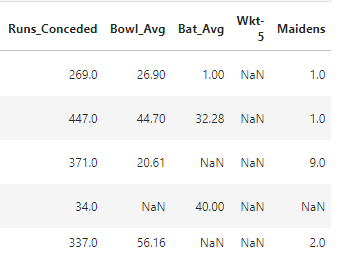 Runs_Conceded Bowl_Avg Bat_Avg Wkt-5 Maidens
269.0 26.90 1.00 NaN 1.0
447.0 44.70 32.28 NaN 1.0
371.0 20.61 NaN NaN 9.0
34.0 NaN 40.00 NaN NaN
337.0 56.16 NaN NaN 2.0